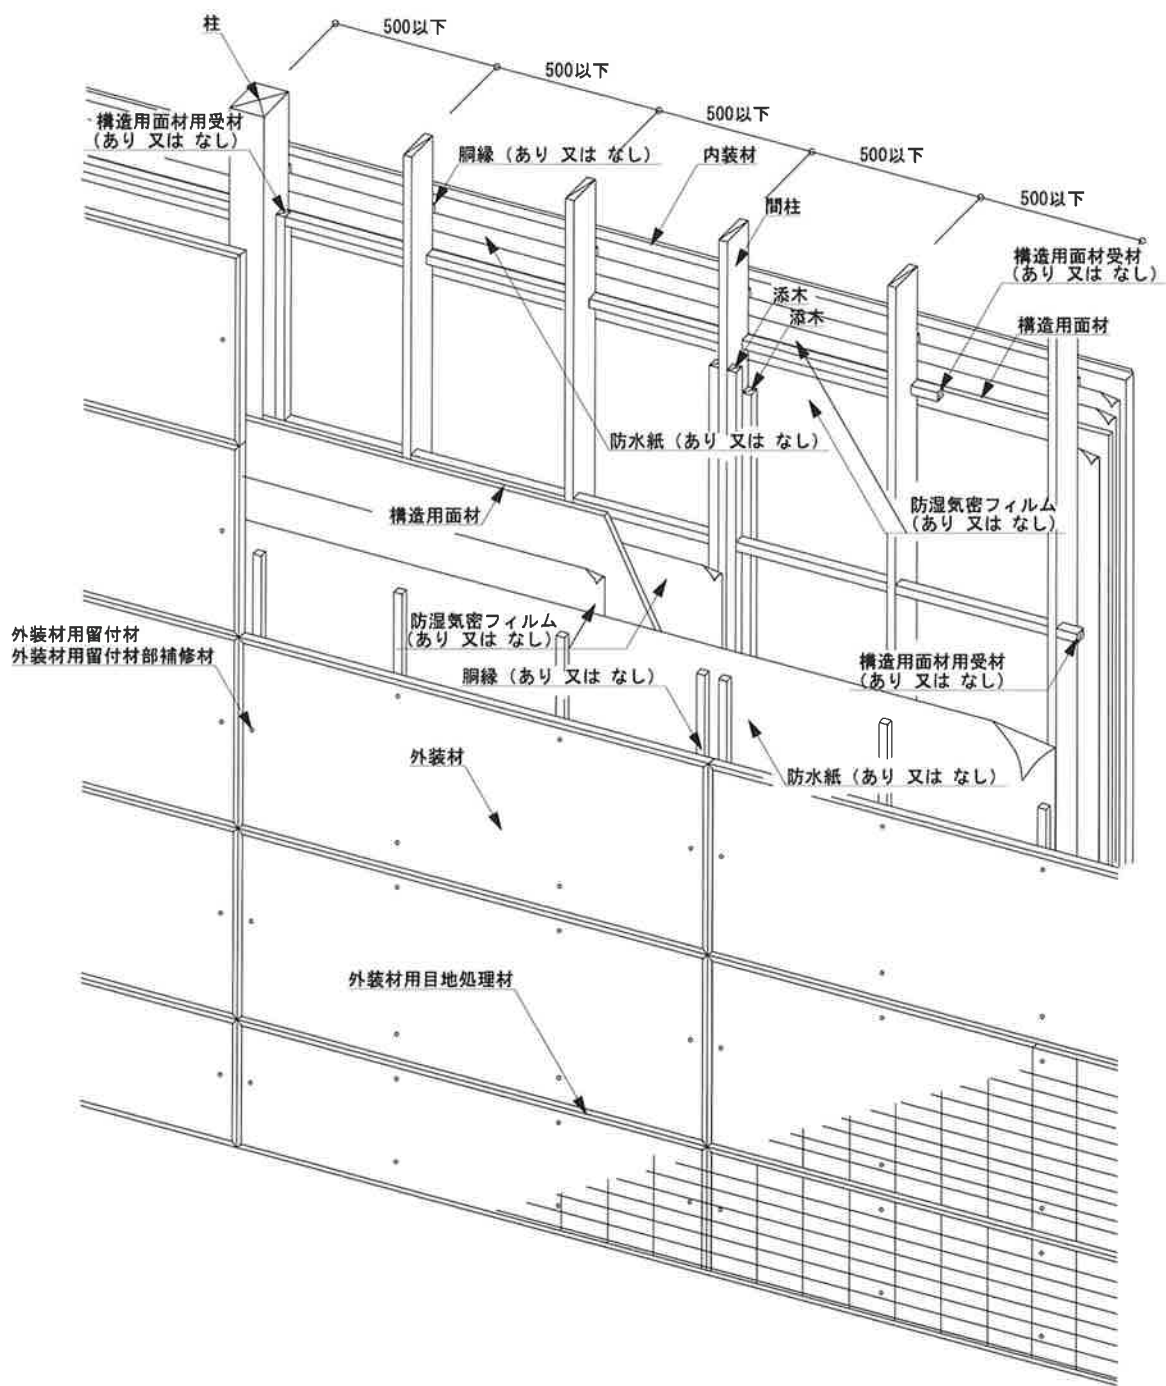 柱
500以下
500以下
500以下
500以下
500以下
構造用面材用受材
(あり 又は なし)
胴縁 (あり 又は なし)
内装材
間柱
構造用面材受材
(あり 又は なし)
添木
添木
構造用面材
防水紙 (あり 又は なし)
防湿気密フィルム
(あり 又は なし)
構造用面材
防湿気密フィルム
(あり 又は なし)
外装材用留付材
外装材用留付材部補修材
胴縁 (あり 又は なし)
構造用面材用受材
(あり 又は なし)
外装材
防水紙 (あり 又は なし)
外装材用目地処理材